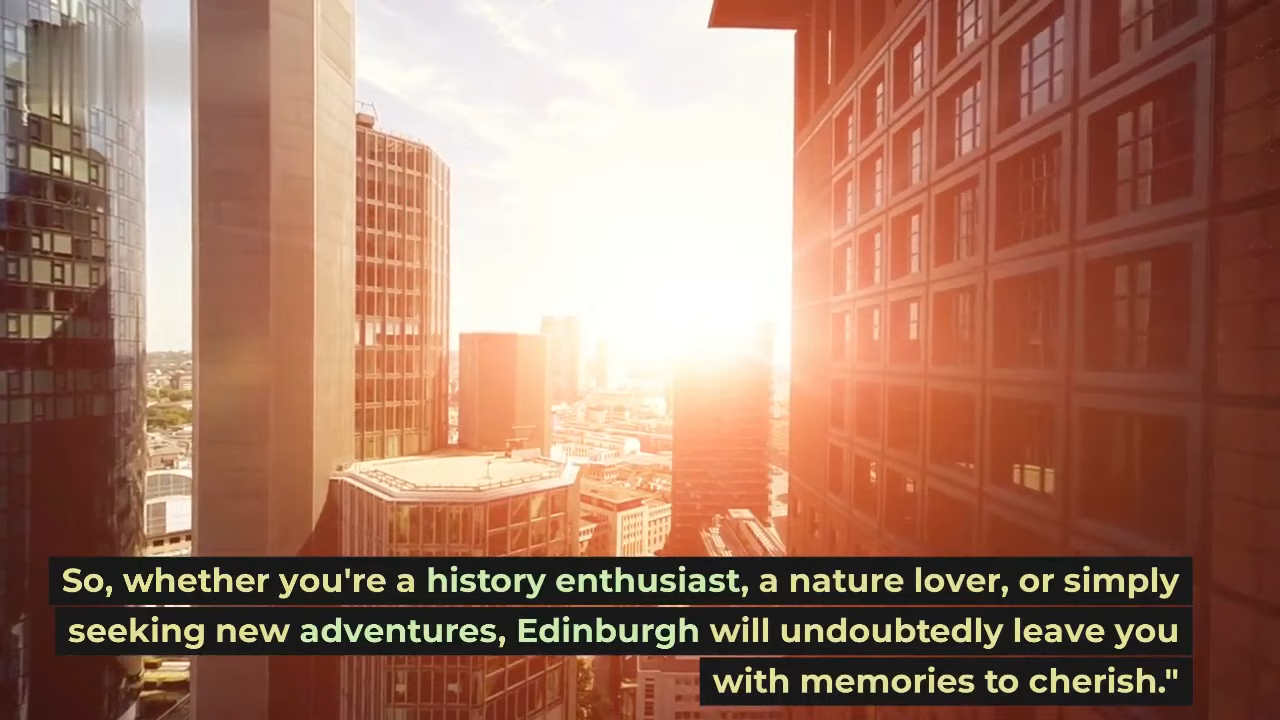 So, whether you're a history enthusiast, a nature lover, or simply
seeking new adventures, Edinburgh will undoubtedly leave you
with memories to cherish."